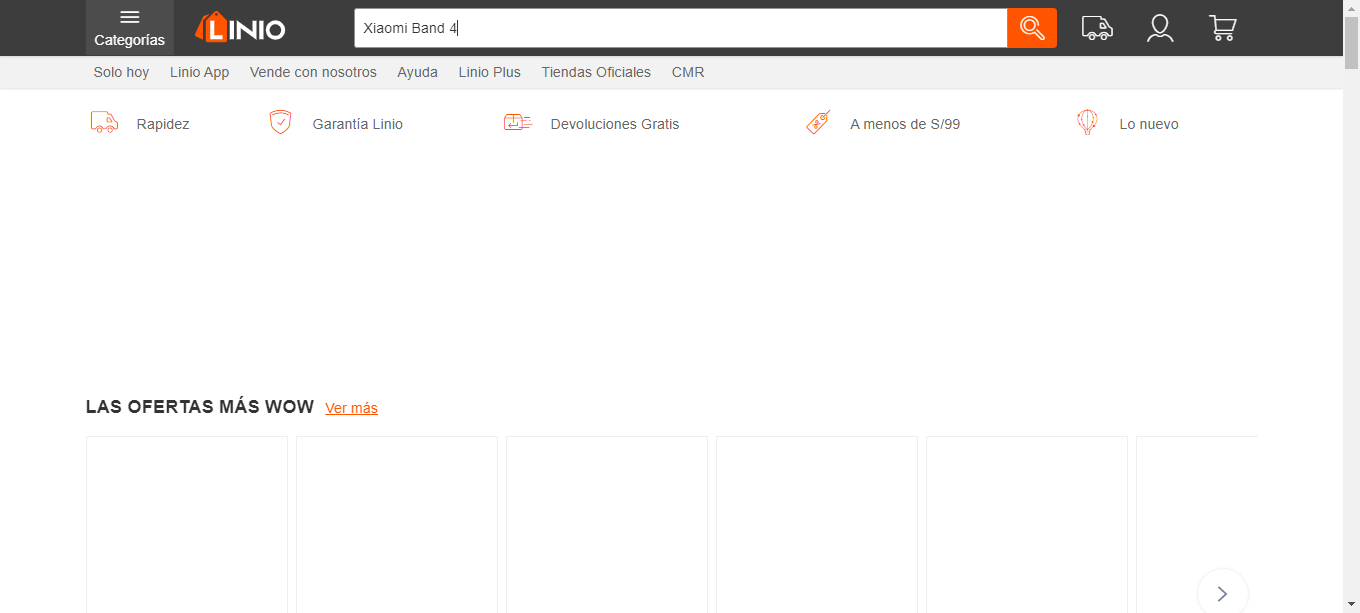 Categorías
LINIO
Xiaomi Band 4
Solo hoy Linio App Vende con nosotros Ayuda Linio Plus Tiendas Oficiales CMR
Rapidez Garantía Linio Devoluciones Gratis A menos de S/99 Lo nuevo
LAS OFERTAS MÁS WOW Ver más